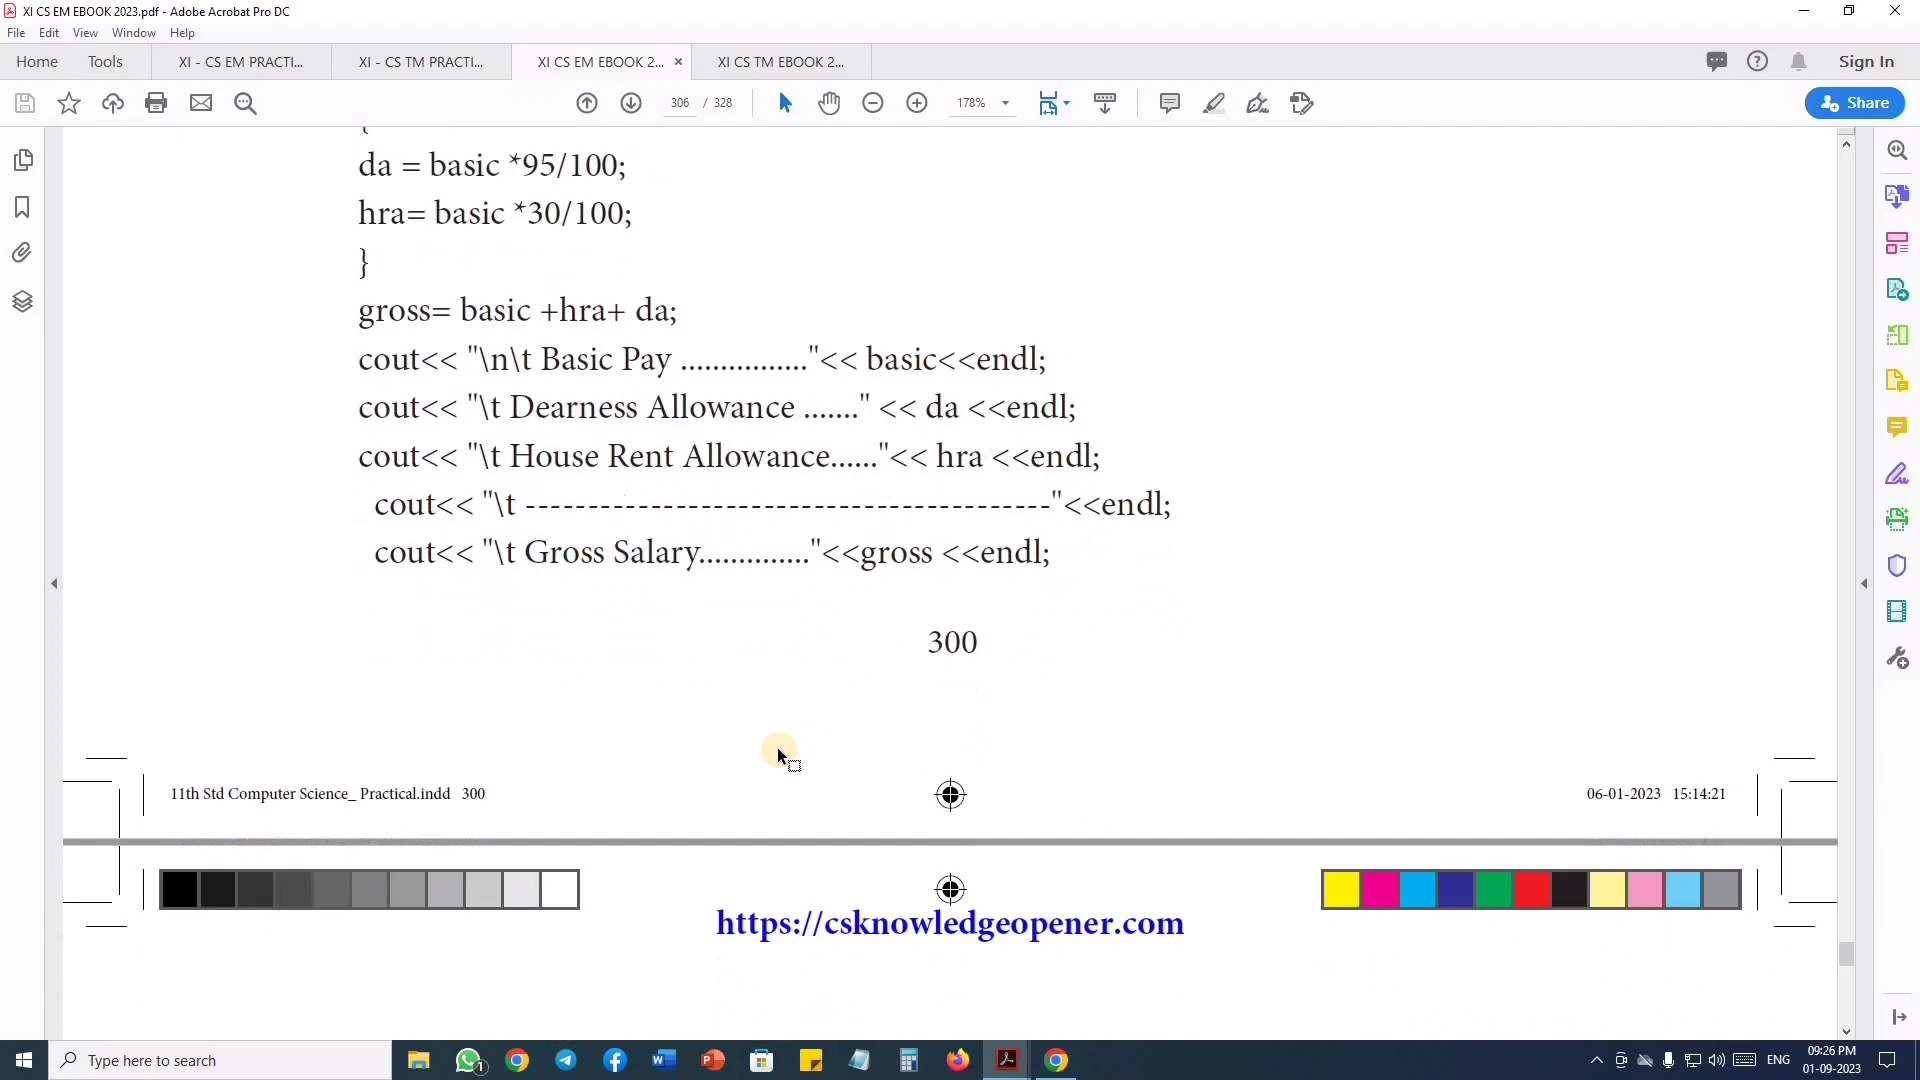 XI CS EM EBOOK 2023.pdf - Adobe Acrobat Pro DC
File Edit View Window Help
Home Tools XI - CS EM PRACTI... XI - CS TM PRACTI... XI CS EM EBOOK 2... × XI CS TM EBOOK 2... Sign In
306 / 328 178% Share
{
da = basic *95/100;
hra= basic *30/100;
}
gross= basic +hra+ da;
cout<< "\n\t Basic Pay ................"<< basic<<endl;
cout<< "\t Dearness Allowance ......." << da <<endl;
cout<< "\t House Rent Allowance......"<< hra <<endl;
cout<< "\t ------------------------------------------"<<endl;
cout<< "\t Gross Salary.............."<<gross <<endl;
300
11th Std Computer Science_ Practical.indd 300
06-01-2023 15:14:21
https://csknowledgeopener.com
Type here to search
1
ENG
09:26 PM
01-09-2023